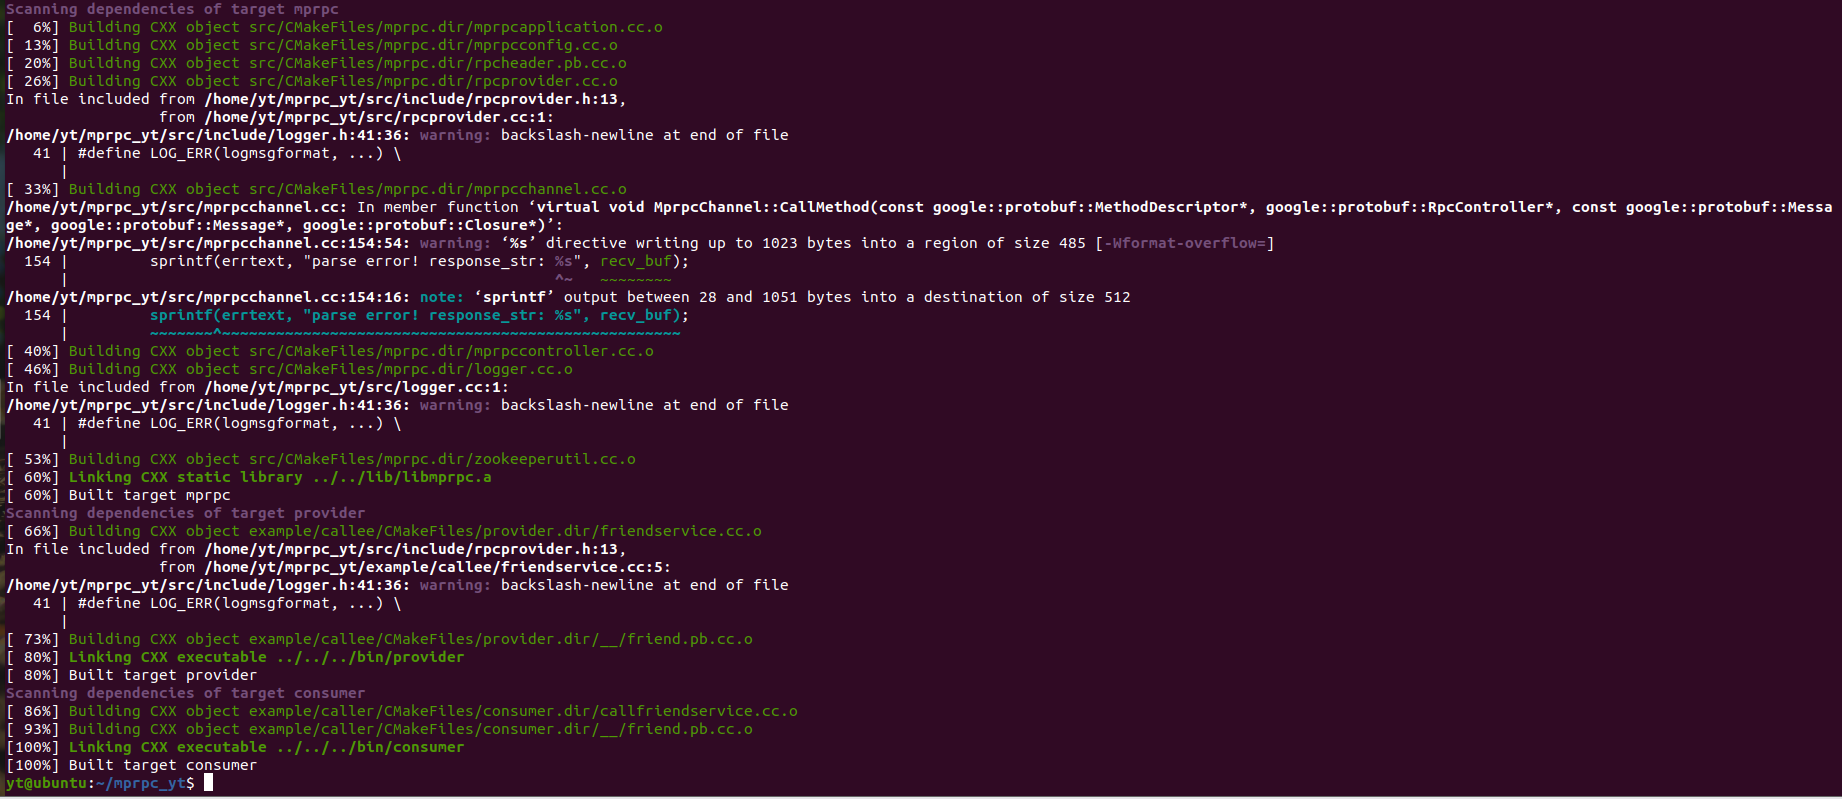 Scanning dependencies of target mprpc
[  6%] Building CXX object src/CMakeFiles/mprpc.dir/mprpcapplication.cc.o
[ 13%] Building CXX object src/CMakeFiles/mprpc.dir/mprpcconfig.cc.o
[ 20%] Building CXX object src/CMakeFiles/mprpc.dir/rpcheader.pb.cc.o
[ 26%] Building CXX object src/CMakeFiles/mprpc.dir/rpcprovider.cc.o
In file included from /home/yt/mprpc_yt/src/include/rpcprovider.h:13,
                 from /home/yt/mprpc_yt/src/rpcprovider.cc:1:
/home/yt/mprpc_yt/src/include/logger.h:41:36: warning: backslash-newline at end of file
   41 | #define LOG_ERR(logmsgformat, ...) \
      |
[ 33%] Building CXX object src/CMakeFiles/mprpc.dir/mprpcchannel.cc.o
/home/yt/mprpc_yt/src/mprpcchannel.cc: In member function ‘virtual void MprpcChannel::CallMethod(const google::protobuf::MethodDescriptor*, google::protobuf::RpcController*, const google::protobuf::Messa
ge*, google::protobuf::Message*, google::protobuf::Closure*)’:
/home/yt/mprpc_yt/src/mprpcchannel.cc:154:54: warning: ‘%s’ directive writing up to 1023 bytes into a region of size 485 [-Wformat-overflow=]
  154 |         sprintf(errtext, "parse error! response_str: %s", recv_buf);
      |                                                      ^~   ~~~~~~~~
/home/yt/mprpc_yt/src/mprpcchannel.cc:154:16: note: ‘sprintf’ output between 28 and 1051 bytes into a destination of size 512
  154 |         sprintf(errtext, "parse error! response_str: %s", recv_buf);
      |         ~~~~~~~^~~~~~~~~~~~~~~~~~~~~~~~~~~~~~~~~~~~~~~~~~~~~~~~~~~~
[ 40%] Building CXX object src/CMakeFiles/mprpc.dir/mprpccontroller.cc.o
[ 46%] Building CXX object src/CMakeFiles/mprpc.dir/logger.cc.o
In file included from /home/yt/mprpc_yt/src/logger.cc:1:
/home/yt/mprpc_yt/src/include/logger.h:41:36: warning: backslash-newline at end of file
   41 | #define LOG_ERR(logmsgformat, ...) \
      |
[ 53%] Building CXX object src/CMakeFiles/mprpc.dir/zookeeperutil.cc.o
[ 60%] Linking CXX static library ../../lib/libmprpc.a
[ 60%] Built target mprpc
Scanning dependencies of target provider
[ 66%] Building CXX object example/callee/CMakeFiles/provider.dir/friendservice.cc.o
In file included from /home/yt/mprpc_yt/src/include/rpcprovider.h:13,
                 from /home/yt/mprpc_yt/example/callee/friendservice.cc:5:
/home/yt/mprpc_yt/src/include/logger.h:41:36: warning: backslash-newline at end of file
   41 | #define LOG_ERR(logmsgformat, ...) \
      |
[ 73%] Building CXX object example/callee/CMakeFiles/provider.dir/__/friend.pb.cc.o
[ 80%] Linking CXX executable ../../../bin/provider
[ 80%] Built target provider
Scanning dependencies of target consumer
[ 86%] Building CXX object example/caller/CMakeFiles/consumer.dir/callfriendservice.cc.o
[ 93%] Building CXX object example/caller/CMakeFiles/consumer.dir/__/friend.pb.cc.o
[100%] Linking CXX executable ../../../bin/consumer
[100%] Built target consumer
yt@ubuntu:~/mprpc_yt$